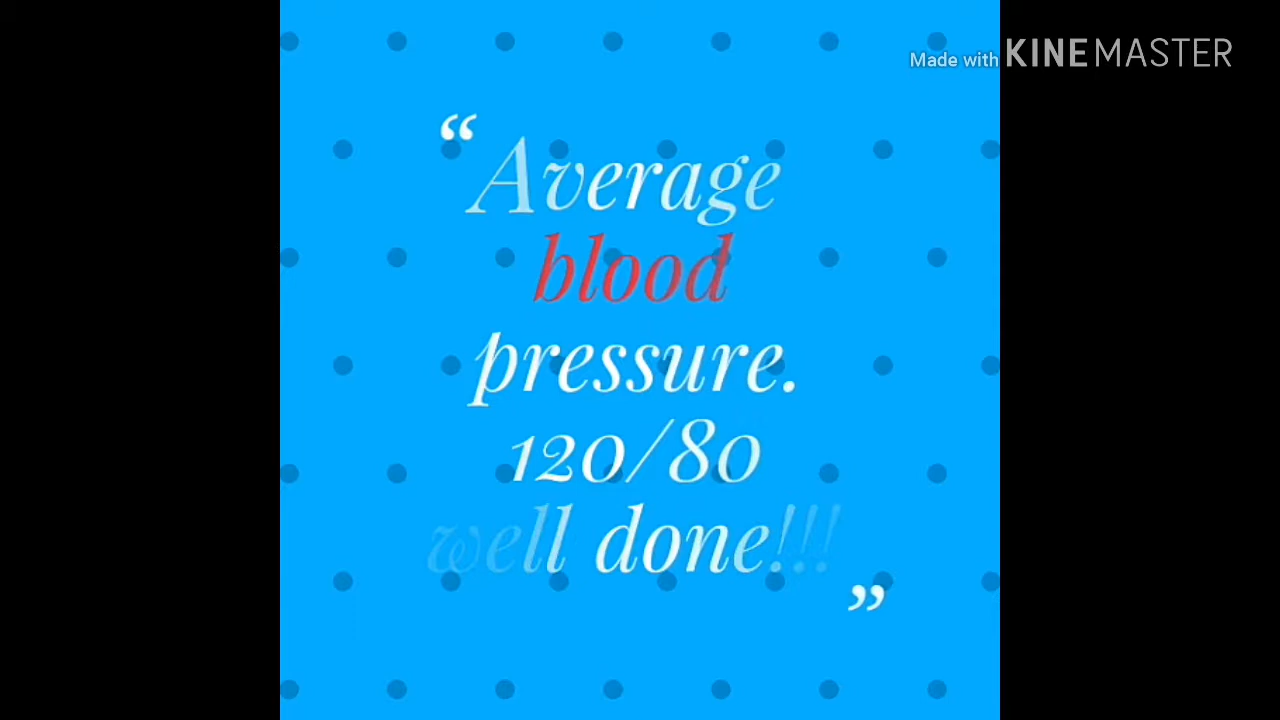 Made with KINEMASTER
“Average
blood
pressure.
120/80
well done!!!
”